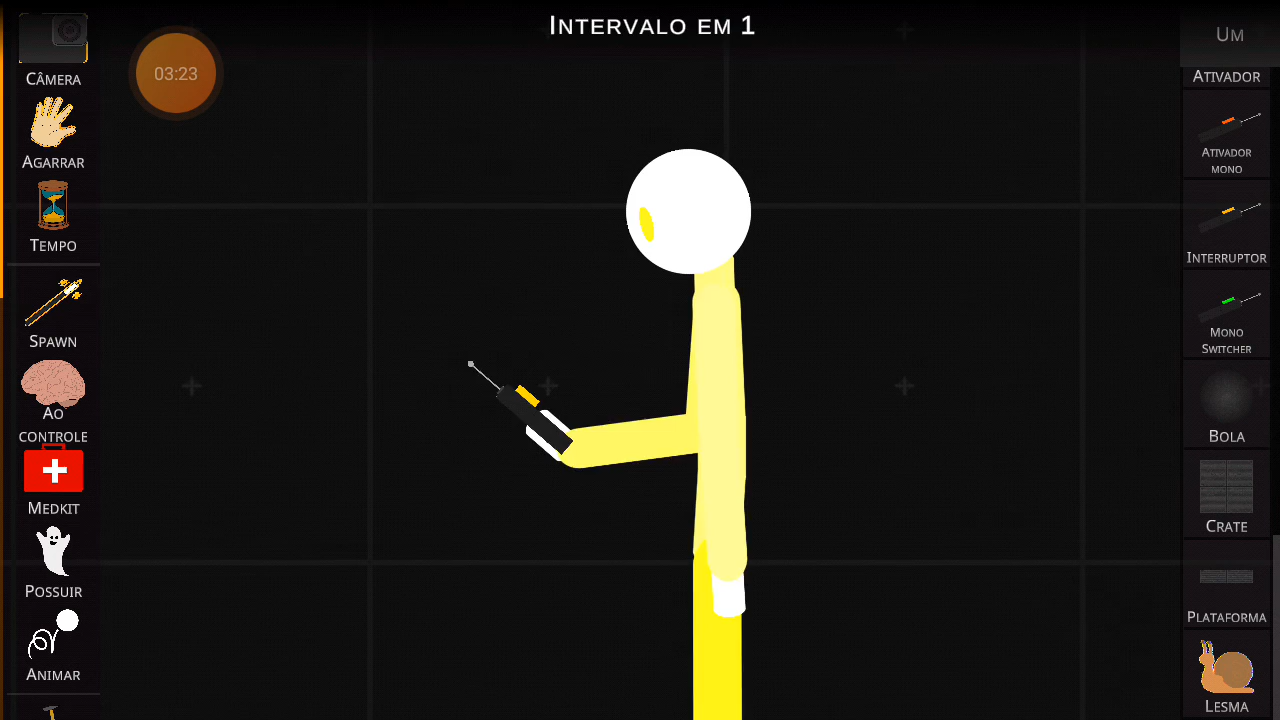 INTERVALO EM 1
03:23
CÂMERA
AGARRAR
TEMPO
SPAWN
AO
CONTROLE
MEDKIT
POSSUIR
ANIMAR
UM
ATIVADOR
ATIVADOR
MONO
INTERRUPTOR
MONO
SWITCHER
BOLA
CRATE
PLATAFORMA
LESMA